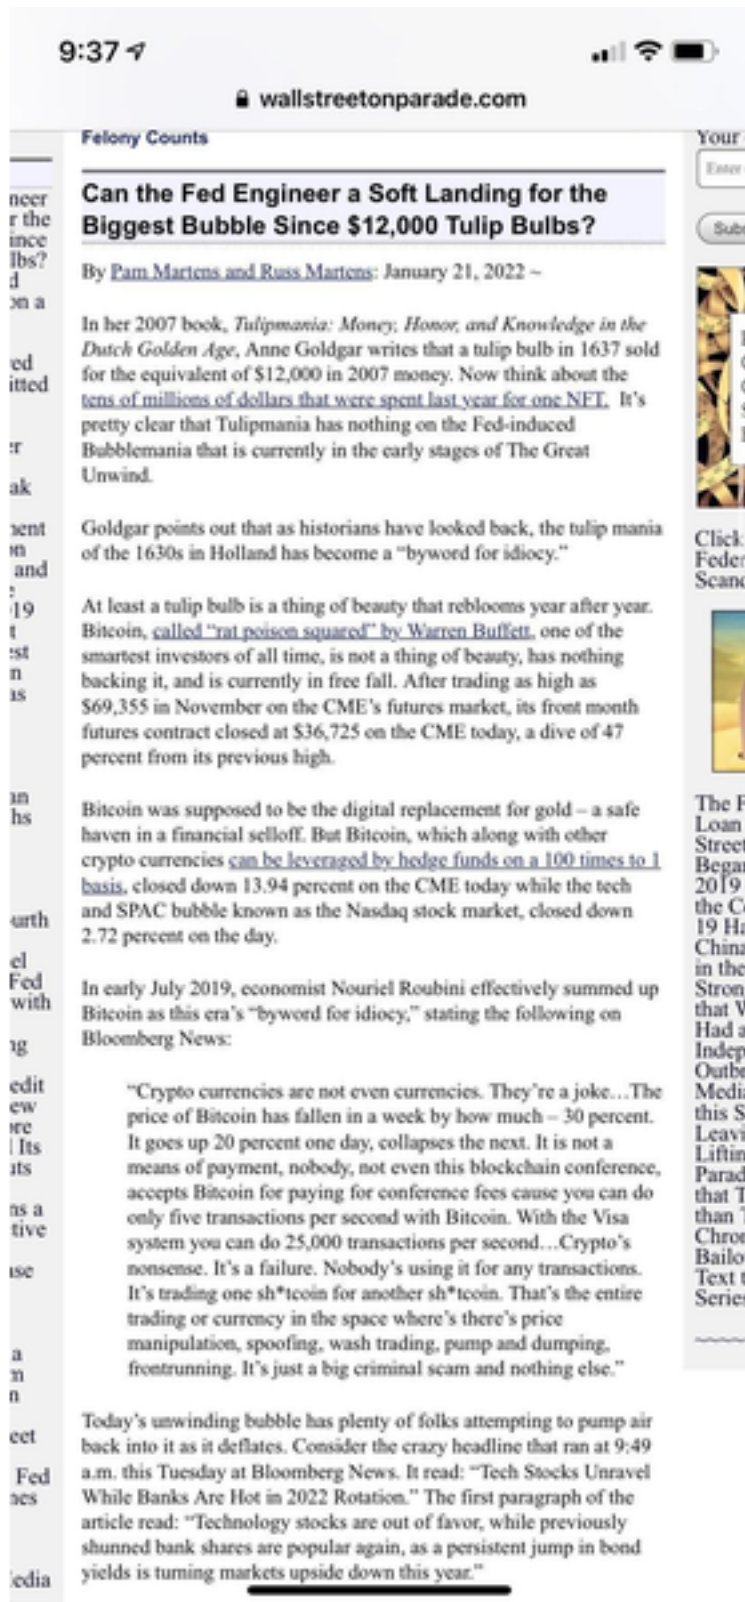 9:37
wallstreetonparade.com
Felony Counts
Can the Fed Engineer a Soft Landing for the
Biggest Bubble Since $12,000 Tulip Bulbs?
By Pam Martens and Russ Martens: January 21, 2022 ~
In her 2007 book, Tulipmania: Money, Honor, and Knowledge in the
Dutch Golden Age, Anne Goldgar writes that a tulip bulb in 1637 sold
for the equivalent of $12,000 in 2007 money. Now think about the
tens of millions of dollars that were spent last year for one NFT. It's
pretty clear that Tulipmania has nothing on the Fed-induced
Bubblemania that is currently in the early stages of The Great
Unwind.
Goldgar points out that as historians have looked back, the tulip mania
of the 1630s in Holland has become a “byword for idiocy.”
At least a tulip bulb is a thing of beauty that reblooms year after year.
Bitcoin, called “rat poison squared” by Warren Buffett, one of the
smartest investors of all time, is not a thing of beauty, has nothing
backing it, and is currently in free fall. After trading as high as
$69,355 in November on the CME's futures market, its front month
futures contract closed at $36,725 on the CME today, a dive of 47
percent from its previous high.
Bitcoin was supposed to be the digital replacement for gold – a safe
haven in a financial selloff. But Bitcoin, which along with other
crypto currencies can be leveraged by hedge funds on a 100 times to 1
basis, closed down 13.94 percent on the CME today while the tech
and SPAC bubble known as the Nasdaq stock market, closed down
2.72 percent on the day.
In early July 2019, economist Nouriel Roubini effectively summed up
Bitcoin as this era's “byword for idiocy,” stating the following on
Bloomberg News:
“Crypto currencies are not even currencies. They're a joke…The
price of Bitcoin has fallen in a week by how much – 30 percent.
It goes up 20 percent one day, collapses the next. It is not a
means of payment, nobody, not even this blockchain conference,
accepts Bitcoin for paying for conference fees cause you can do
only five transactions per second with Bitcoin. With the Visa
system you can do 25,000 transactions per second…Crypto's
nonsense. It's a failure. Nobody's using it for any transactions.
It's trading one sh*tcoin for another sh*tcoin. That's the entire
trading or currency in the space where's there's price
manipulation, spoofing, wash trading, pump and dumping,
frontrunning. It's just a big criminal scam and nothing else.”
Today's unwinding bubble has plenty of folks attempting to pump air
back into it as it deflates. Consider the crazy headline that ran at 9:49
a.m. this Tuesday at Bloomberg News. It read: “Tech Stocks Unravel
While Banks Are Hot in 2022 Rotation.” The first paragraph of the
article read: “Technology stocks are out of favor, while previously
shunned bank shares are popular again, as a persistent jump in bond
yields is turning markets upside down this year.”
Your
Enter
Click
The
Loan
2019
the
19
China
in the
that
Had a
this
that
than
Text